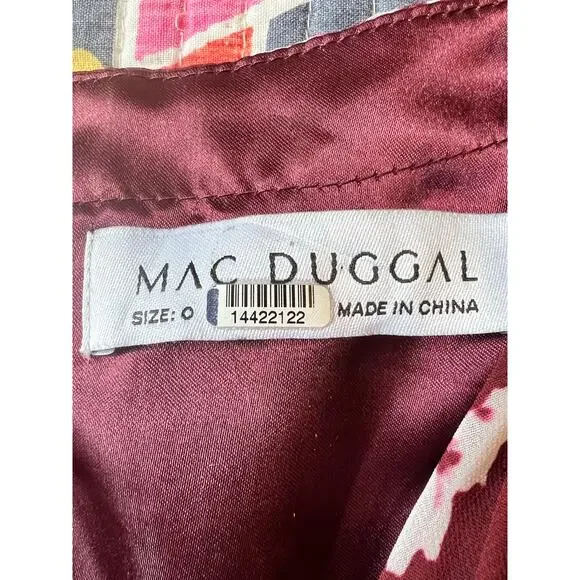 MAC DUGGAL
SIZE: 0
14422122
MADE IN CHINA